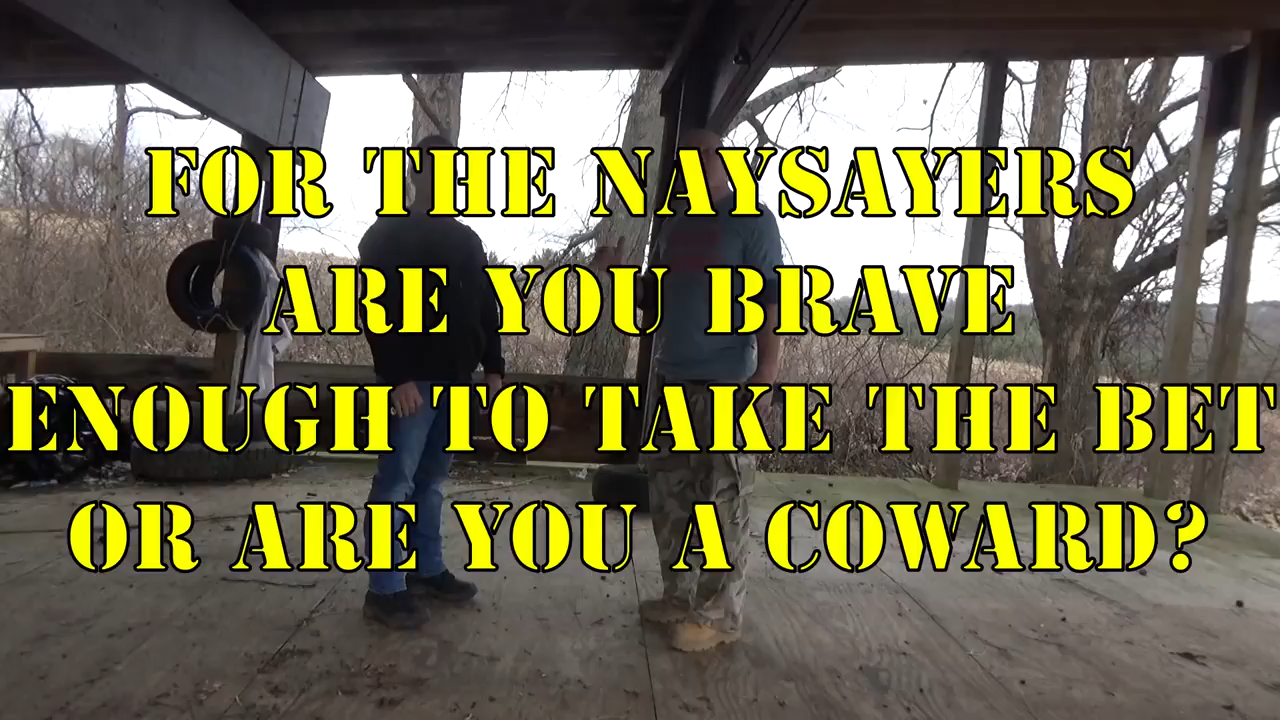 FOR THE NAYSAYERS
ARE YOU BRAVE
ENOUGH TO TAKE THE BET
OR ARE YOU A COWARD?